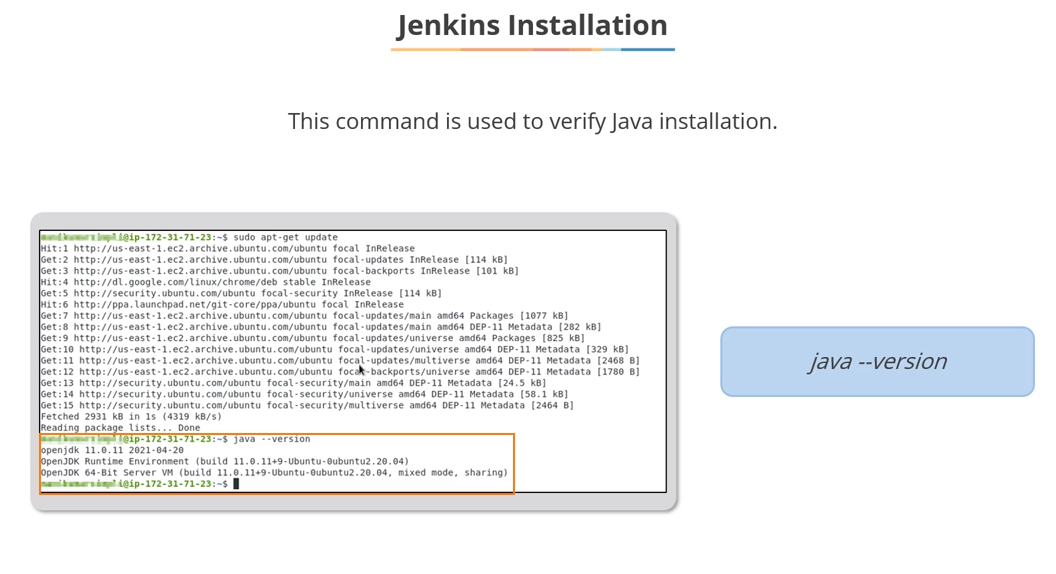 Jenkins Installation
This command is used to verify Java installation.
@ip-172-31-71-23:~$ sudo apt-get update
Hit:1 http://us-east-1.ec2.archive.ubuntu.com/ubuntu focal InRelease
Get:2 http://us-east-1.ec2.archive.ubuntu.com/ubuntu focal-updates InRelease [114 kB]
Get:3 http://us-east-1.ec2.archive.ubuntu.com/ubuntu focal-backports InRelease [101 kB]
Hit:4 http://dl.google.com/linux/chrome/deb stable InRelease
Get:5 http://security.ubuntu.com/ubuntu focal-security InRelease [114 kB]
Hit:6 http://ppa.launchpad.net/git-core/ppa/ubuntu focal InRelease
Get:7 http://us-east-1.ec2.archive.ubuntu.com/ubuntu focal-updates/main amd64 Packages [1077 kB]
Get:8 http://us-east-1.ec2.archive.ubuntu.com/ubuntu focal-updates/main amd64 DEP-11 Metadata [282 kB]
Get:9 http://us-east-1.ec2.archive.ubuntu.com/ubuntu focal-updates/universe amd64 Packages [825 kB]
Get:10 http://us-east-1.ec2.archive.ubuntu.com/ubuntu focal-updates/universe amd64 DEP-11 Metadata [329 kB]
Get:11 http://us-east-1.ec2.archive.ubuntu.com/ubuntu focal-updates/multiverse amd64 DEP-11 Metadata [2468 B]
Get:12 http://us-east-1.ec2.archive.ubuntu.com/ubuntu focal-backports/universe amd64 DEP-11 Metadata [1780 B]
Get:13 http://security.ubuntu.com/ubuntu focal-security/main amd64 DEP-11 Metadata [24.5 kB]
Get:14 http://security.ubuntu.com/ubuntu focal-security/universe amd64 DEP-11 Metadata [58.1 kB]
Get:15 http://security.ubuntu.com/ubuntu focal-security/multiverse amd64 DEP-11 Metadata [2464 B]
Fetched 2931 kB in 1s (4319 kB/s)
Reading package lists... Done
@ip-172-31-71-23:~$ java --version
openjdk 11.0.11 2021-04-20
OpenJDK Runtime Environment (build 11.0.11+9-Ubuntu-0ubuntu2.20.04)
OpenJDK 64-Bit Server VM (build 11.0.11+9-Ubuntu-0ubuntu2.20.04, mixed mode, sharing)
@ip-172-31-71-23:~$
java --version